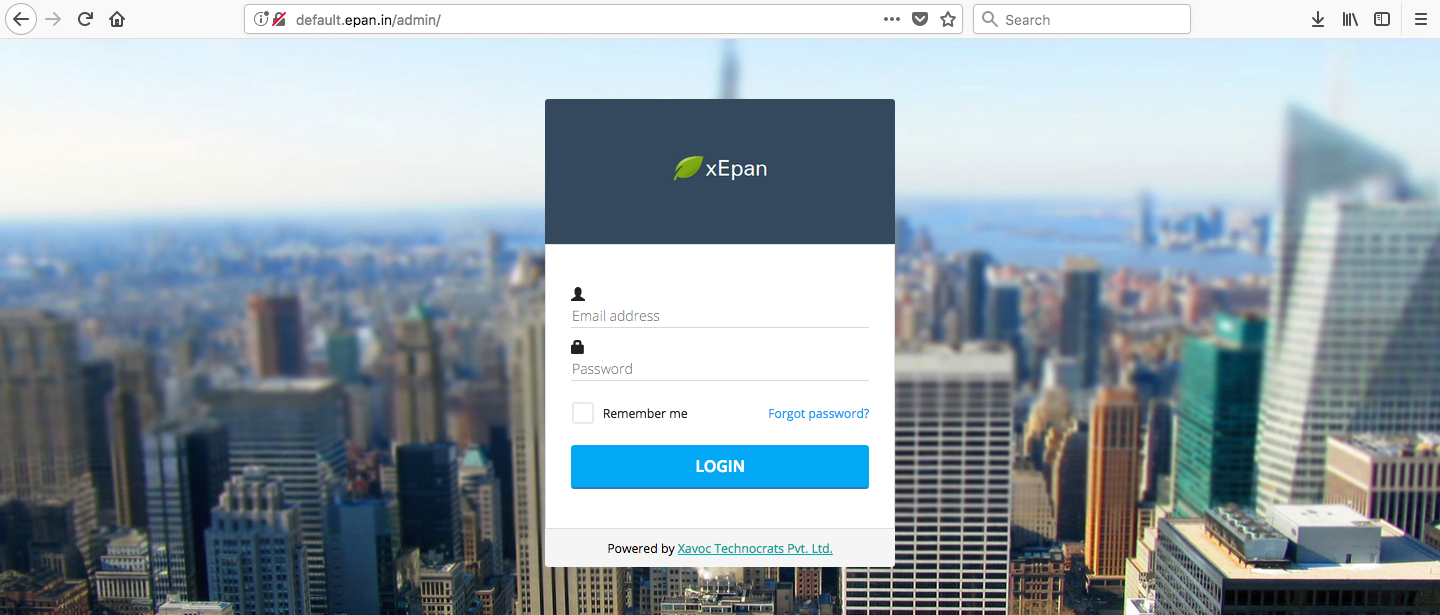 default.epan.in/admin/
Search
xEpan
Email address
Password
Remember me
Forgot password?
LOGIN
Powered by Xavoc Technocrats Pvt. Ltd.